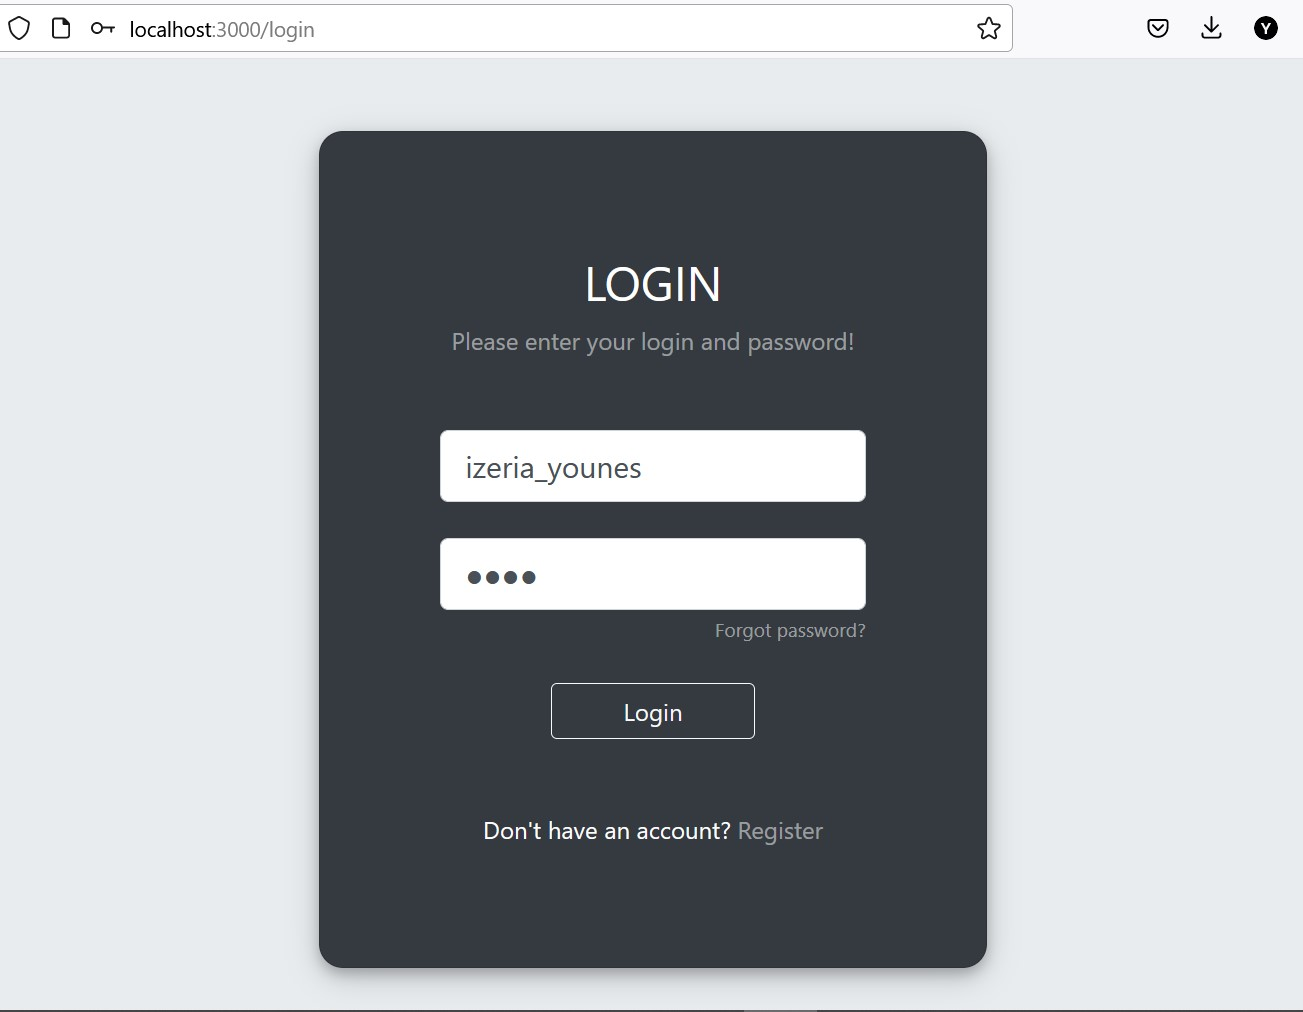 localhost:3000/login
Y
LOGIN
Please enter your login and password!
izeria_younes
●●●●
Forgot password?
Login
Don't have an account? Register